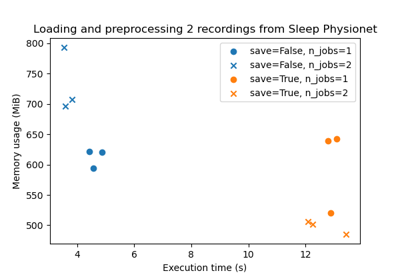 Loading and preprocessing 2 recordings from Sleep Physionet
800
750
700
650
600
550
500
Memory usage (MiB)
save=False, n_jobs=1
save=False, n_jobs=2
save=True, n_jobs=1
save=True, n_jobs=2
4 6 8 10 12
Execution time (s)